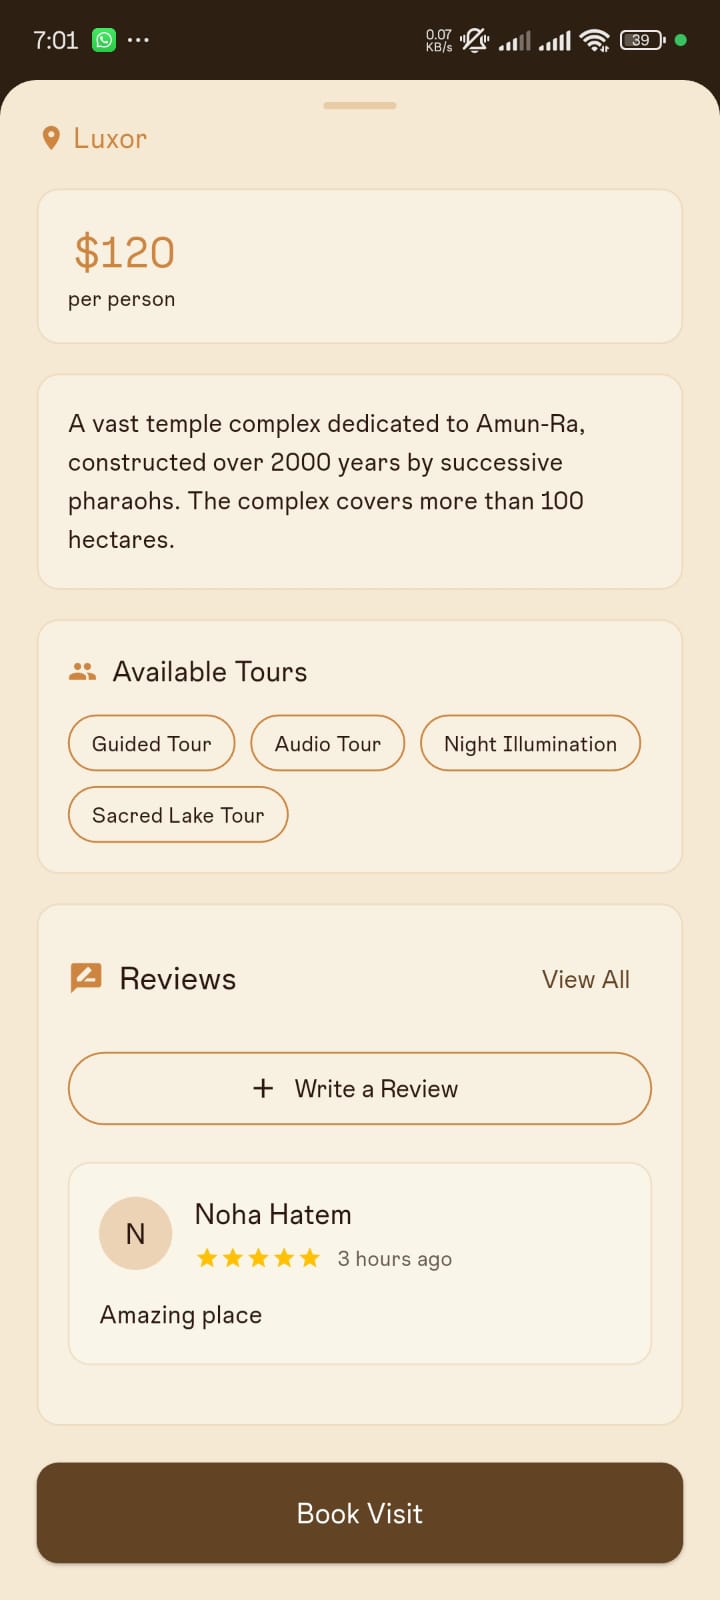 7:01
0.07
KB/s
39
Luxor
$120
per person
A vast temple complex dedicated to Amun-Ra,
constructed over 2000 years by successive
pharaohs. The complex covers more than 100
hectares.
Available Tours
Guided Tour
Audio Tour
Night Illumination
Sacred Lake Tour
Reviews
View All
+ Write a Review
N
Noha Hatem
3 hours ago
Amazing place
Book Visit